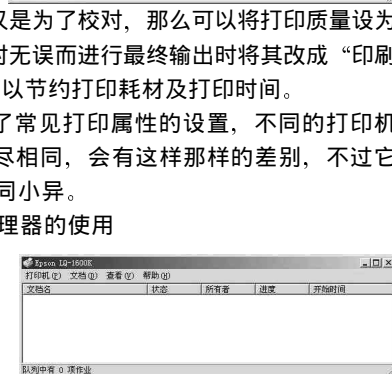 又是为了校对，那么可以将打印质量设为
对无误而进行最终输出时将其改成“印刷
以节约打印耗材及打印时间。
了常见打印属性的设置，不同的打印机
尽相同，会有这样那样的差别，不过它
同小异。
理器的使用
Epson LQ-1600K
打印机(P) 文档(D) 查看(V) 帮助(H)
文档名 状态 所有者 进度 开始时间
队列中有 0 项作业